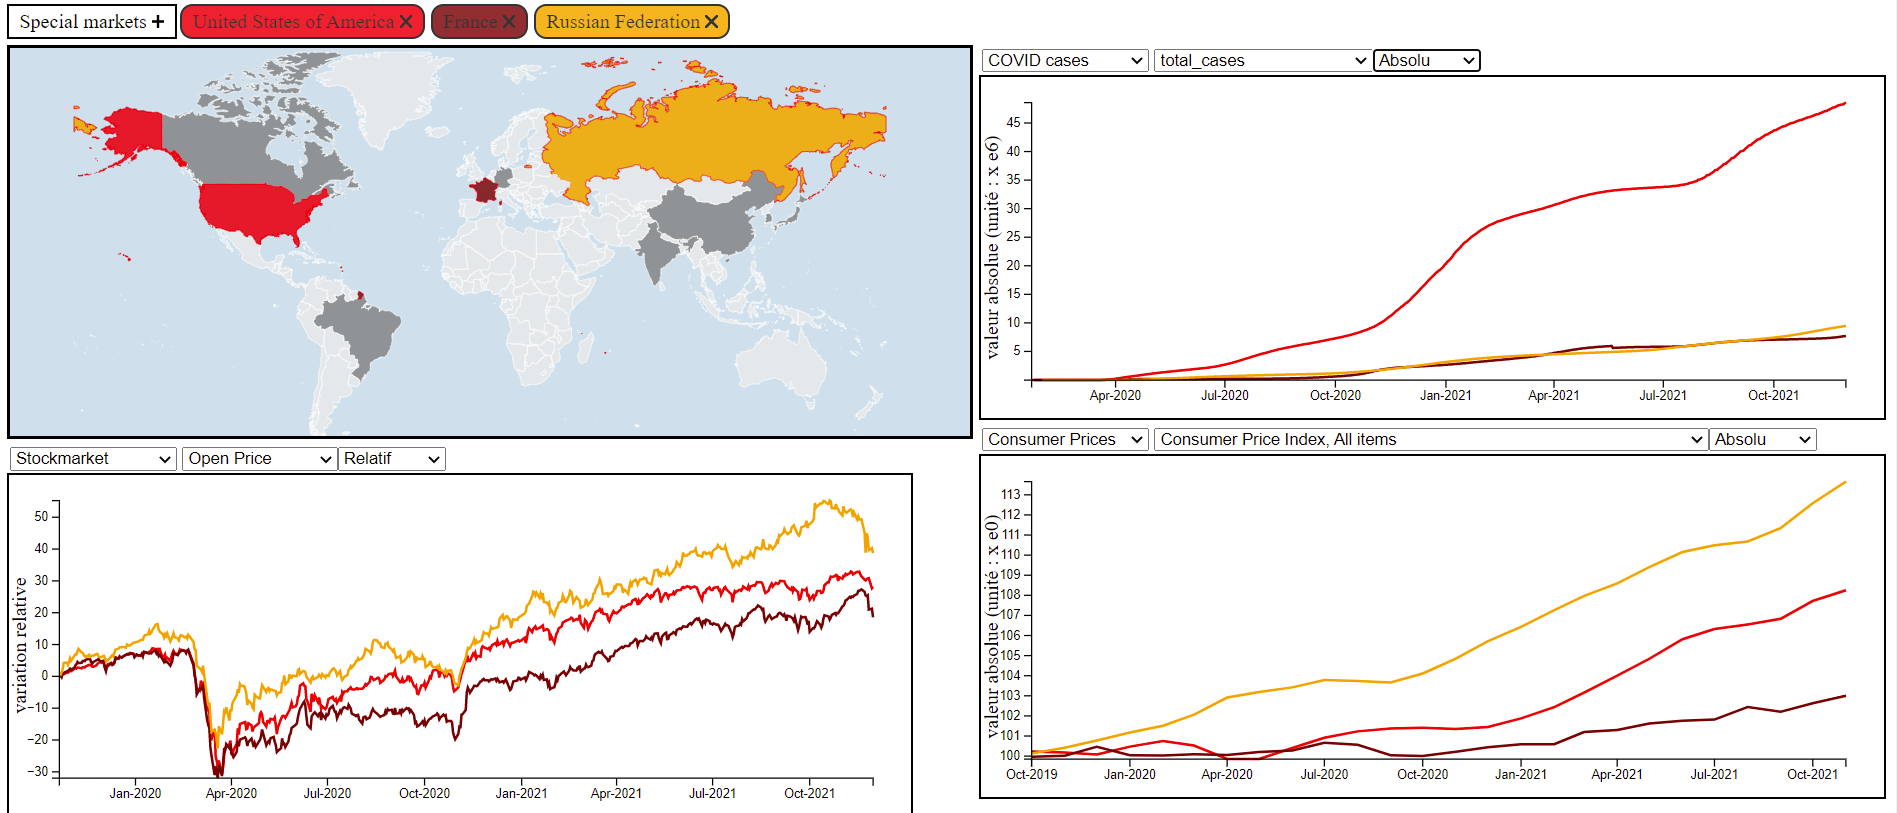 Special markets +
United States of America ×
France ×
Russian Federation ×
COVID cases
total_cases
Absolu
valeur absolue (unité : x e6)
45
40
35
30
25
20
15
10
5
Apr-2020 Jul-2020 Oct-2020 Jan-2021 Apr-2021 Jul-2021 Oct-2021
Stockmarket
Open Price
Relatif
variation relative
50
40
30
20
10
0
−10
−20
−30
Jan-2020 Apr-2020 Jul-2020 Oct-2020 Jan-2021 Apr-2021 Jul-2021 Oct-2021
Consumer Prices
Consumer Price Index, All items
Absolu
valeur absolue (unité : x e0)
113
112
111
110
109
108
107
106
105
104
103
102
101
100
Oct-2019 Jan-2020 Apr-2020 Jul-2020 Oct-2020 Jan-2021 Apr-2021 Jul-2021 Oct-2021